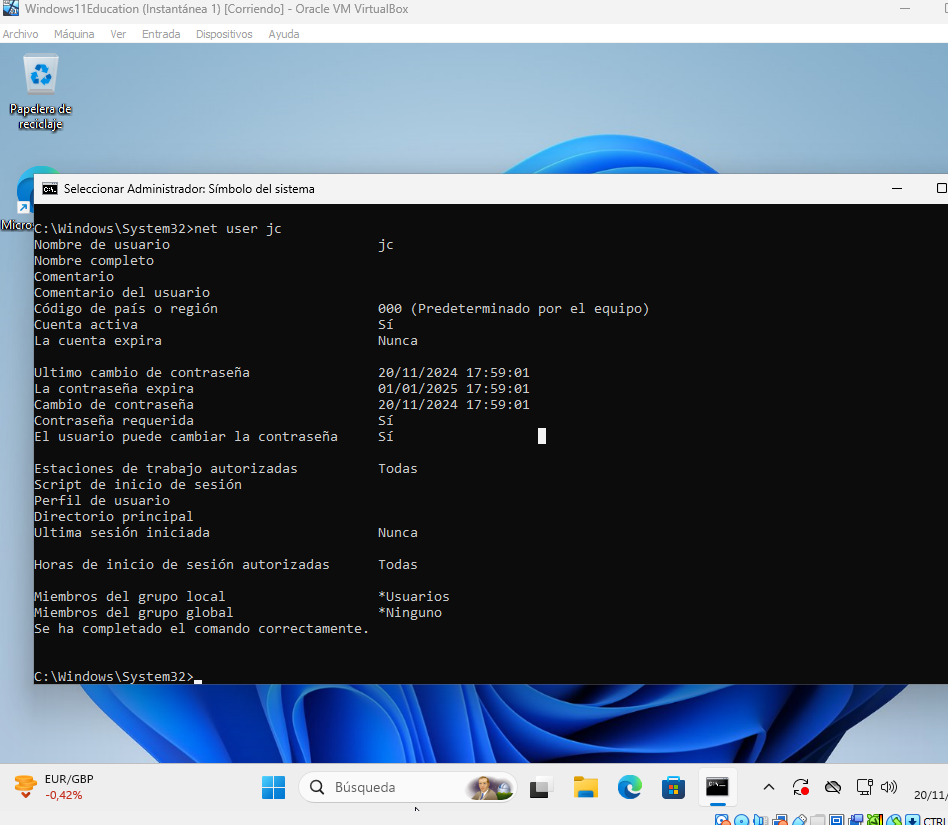 Windows11Education (Instantánea 1) [Corriendo] - Oracle VM VirtualBox
Archivo Máquina Ver Entrada Dispositivos Ayuda
Papelera de
reciclaje
Micro
Seleccionar Administrador: Símbolo del sistema
C:\Windows\System32>net user jc
Nombre de usuario jc
Nombre completo
Comentario
Comentario del usuario
Código de país o región 000 (Predeterminado por el equipo)
Cuenta activa Sí
La cuenta expira Nunca
Ultimo cambio de contraseña 20/11/2024 17:59:01
La contraseña expira 01/01/2025 17:59:01
Cambio de contraseña 20/11/2024 17:59:01
Contraseña requerida Sí
El usuario puede cambiar la contraseña Sí
Estaciones de trabajo autorizadas Todas
Script de inicio de sesión
Perfil de usuario
Directorio principal
Ultima sesión iniciada Nunca
Horas de inicio de sesión autorizadas Todas
Miembros del grupo local *Usuarios
Miembros del grupo global *Ninguno
Se ha completado el comando correctamente.
C:\Windows\System32>
EUR/GBP
-0,42%
Búsqueda
20/11/
CTRL